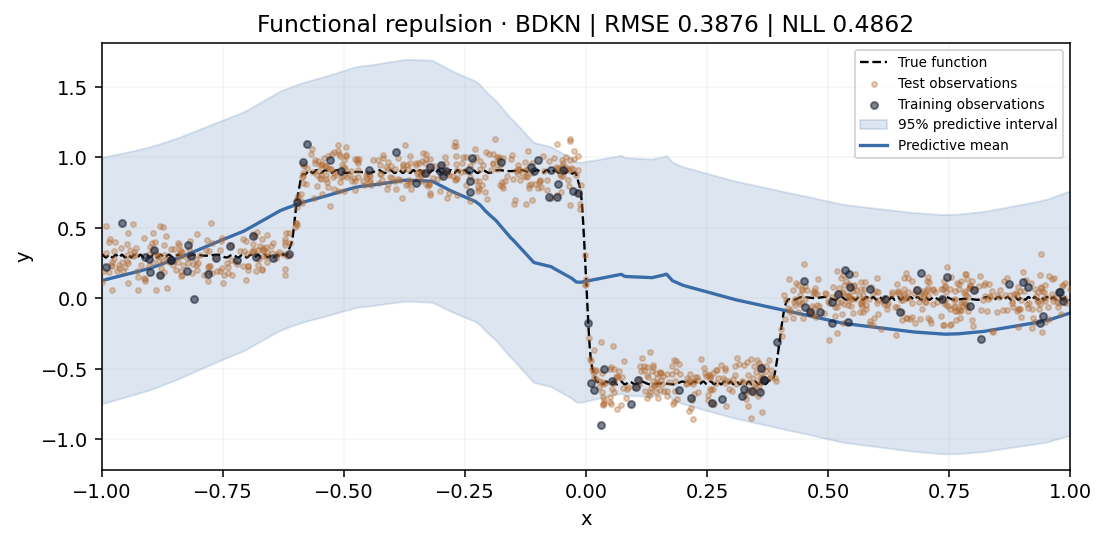 Functional repulsion · BDKN | RMSE 0.3876 | NLL 0.4862
True function
Test observations
Training observations
95% predictive interval
Predictive mean
y
1.5
1.0
0.5
0.0
−0.5
−1.0
−1.00
−0.75
−0.50
−0.25
0.00
0.25
0.50
0.75
1.00
x